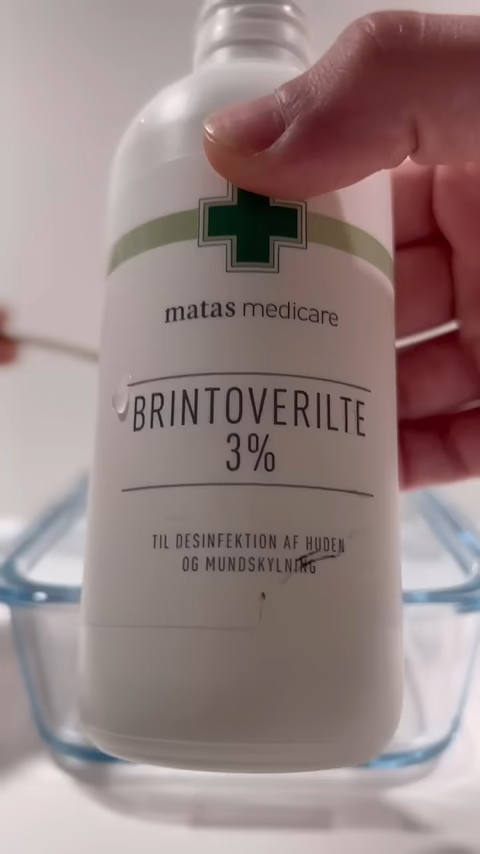 matas medicare
BRINTOVERILTE
3%
TIL DESINFEKTION AF HUDEN
OG MUNDSKYLNING